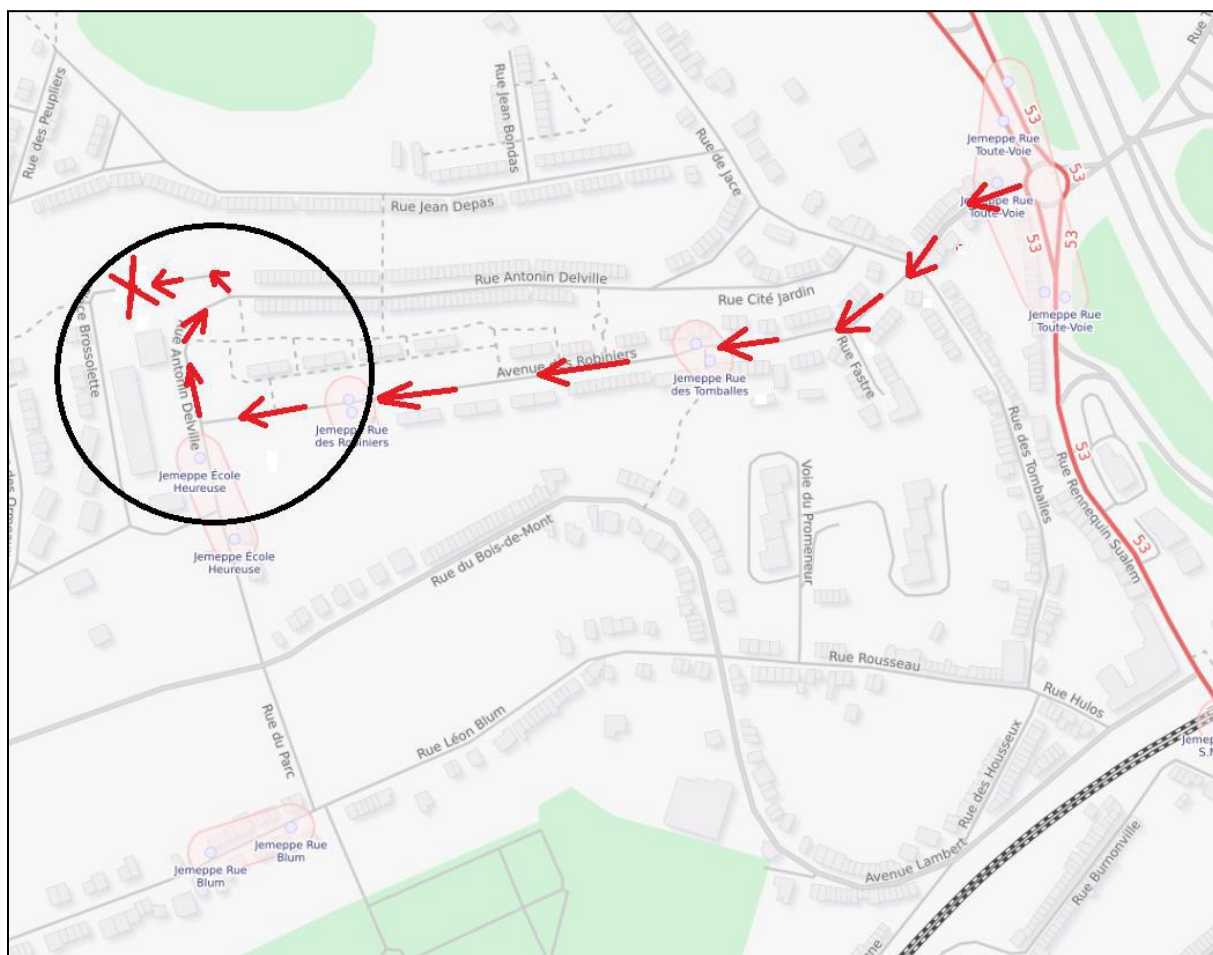 Rue des Peupliers
Rue Jean Bondas
Rue de Jace
53
Jemeppe Rue
Toute-Voie
53
Jemeppe Rue
Toute-Voie
Rue Jean Depas
53
53
Rue Antonin Delville
Rue Cité Jardin
Jemeppe Rue
Toute-Voie
X
Brossolette
Rue Antonin Delville
Avenue des Robiniers
Rue Fastre
Jemeppe Rue
des Tomballes
Jemeppe Rue
des Robiniers
Jemeppe École
Heureuse
Jemeppe École
Heureuse
Rue du Bois-de-Mont
Voie du Promeneur
Rue des Tomballes
53
Rue Rennequin Sualem
53
Rue Rousseau
Rue Hulos
Rue du Parc
Rue Léon Blum
Rue des Housseux
Jemeppe Rue
Blum
Jemeppe Rue
Blum
Avenue Lambert
Rue Burnonville